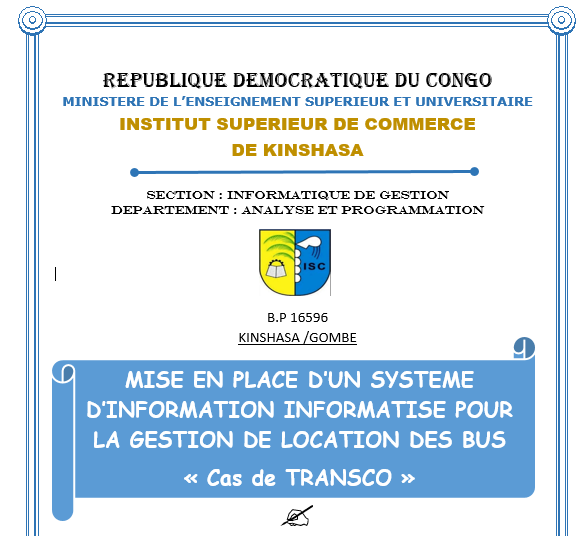 REPUBLIQUE DEMOCRATIQUE DU CONGO
MINISTERE DE L'ENSEIGNEMENT SUPERIEUR ET UNIVERSITAIRE
INSTITUT SUPERIEUR DE COMMERCE
DE KINSHASA
SECTION : INFORMATIQUE DE GESTION
DEPARTEMENT : ANALYSE ET PROGRAMMATION
ISC
B.P 16596
KINSHASA /GOMBE
MISE EN PLACE D'UN SYSTEME
D'INFORMATION INFORMATISE POUR
LA GESTION DE LOCATION DES BUS
« Cas de TRANSCO »